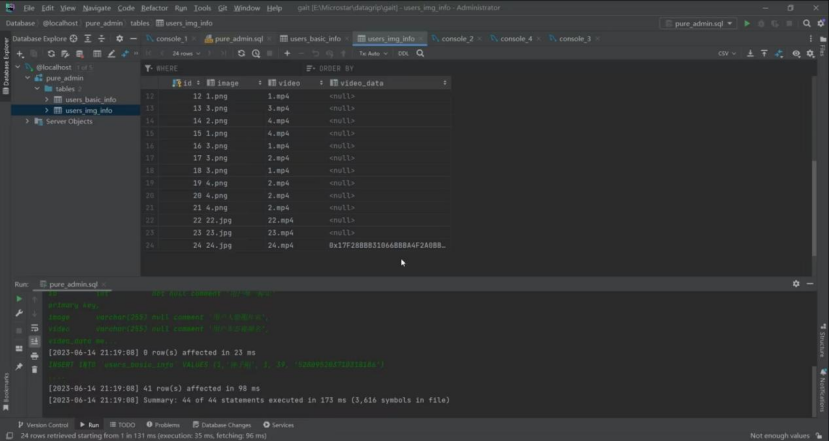 File Edit View Navigate Code Refactor Run Tools Git Window Help gait [E:\Microstar\datagrip\gait] - Administrator
Database @localhost pure_admin tables users_img_info pure_admin.sql
Database Explorer console_1 pure_admin.sql users_basic_info users_img_info console_2 console_4 console_3
24 rows Tx: Auto DDL CSV
@localhost 1 of 5
pure_admin
tables 2
users_basic_info
users_img_info
Server Objects
WHERE ORDER BY
id image video video_data
12 12 1.png 1.mp4 <null>
13 13 3.png 3.mp4 <null>
14 14 2.png 4.mp4 <null>
15 15 1.png 4.mp4 <null>
16 16 3.png 1.mp4 <null>
17 17 3.png 2.mp4 <null>
18 18 3.png 1.mp4 <null>
19 19 4.png 2.mp4 <null>
20 20 4.png 2.mp4 <null>
21 21 4.png 2.mp4 <null>
22 22 22.jpg 22.mp4 <null>
23 23 23.jpg 23.mp4 <null>
24 24 24.jpg 24.mp4
Run: pure_admin.sql
primary key,
image varchar(255) null comment
video varchar(255) null comment
[2023-06-14 21:19:08] 0 row(s) affected in 23 ms
[2023-06-14 21:19:08] 41 row(s) affected in 98 ms
[2023-06-14 21:19:08] Summary: 44 of 44 statements executed in 173 ms (3,616 symbols in file)
Version Control Run TODO Problems Database Changes Services
24 rows retrieved starting from 1 in 131 ms (execution: 35 ms, fetching: 96 ms) Not enough values
Database Explorer
Bookmarks
Structure
Notifications
Files